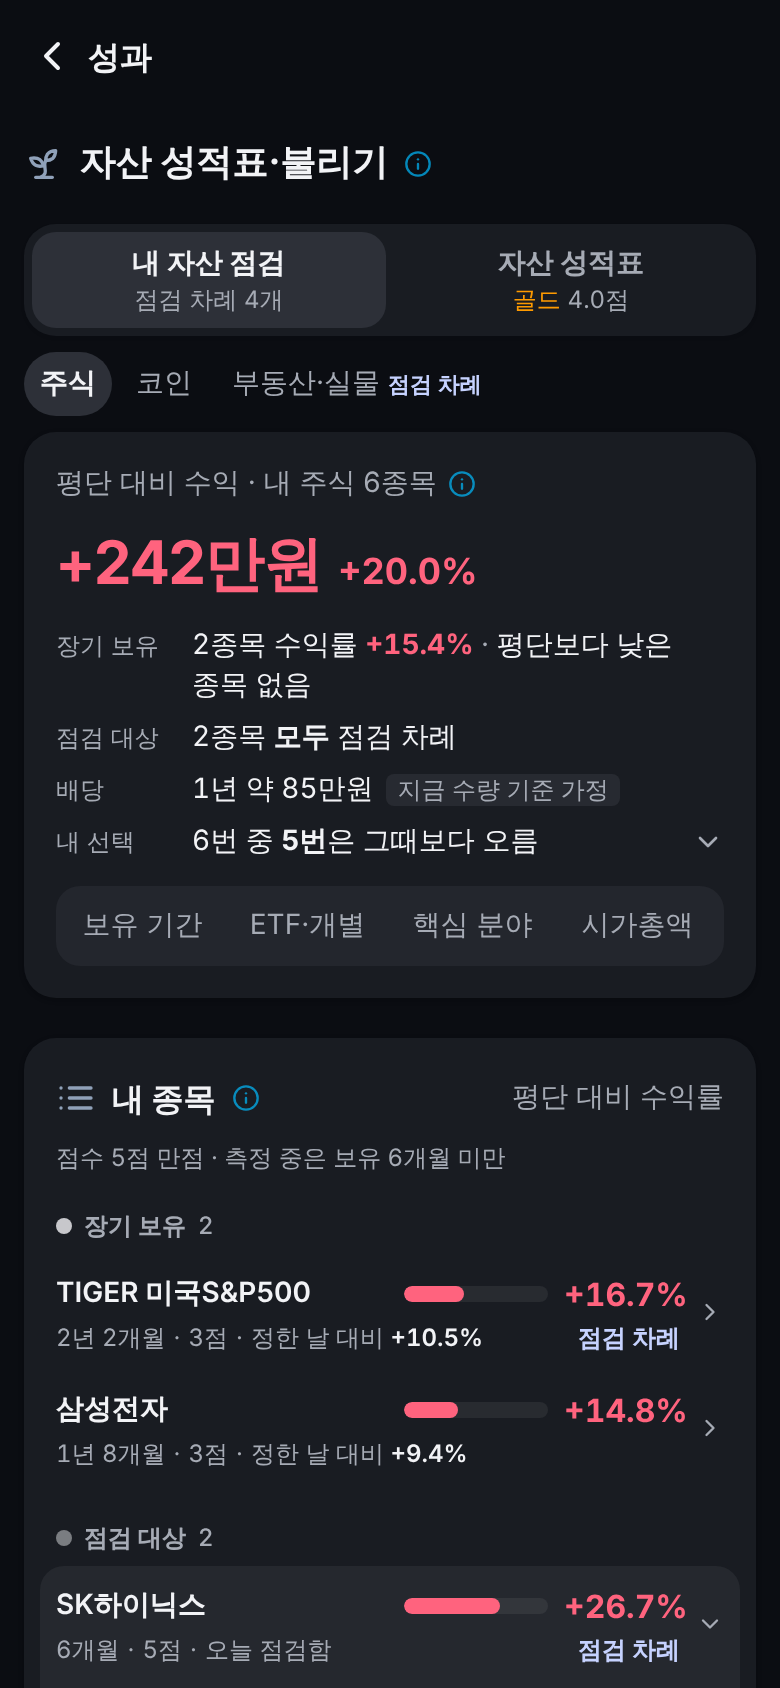 성과
자산 성적표·불리기
내 자산 점검
점검 차례 4개
자산 성적표
골드 4.0점
주식 코인 부동산·실물 점검 차례
평단 대비 수익 · 내 주식 6종목
+242만원 +20.0%
장기 보유 2종목 수익률 +15.4% · 평단보다 낮은
종목 없음
점검 대상 2종목 모두 점검 차례
배당 1년 약 85만원 지금 수량 기준 가정
내 선택 6번 중 5번은 그때보다 오름
보유 기간 ETF·개별 핵심 분야 시가총액
내 종목 평단 대비 수익률
점수 5점 만점 · 측정 중은 보유 6개월 미만
장기 보유 2
TIGER 미국S&P500 +16.7%
2년 2개월 · 3점 · 정한 날 대비 +10.5% 점검 차례
삼성전자 +14.8%
1년 8개월 · 3점 · 정한 날 대비 +9.4%
점검 대상 2
SK하이닉스 +26.7%
6개월 · 5점 · 오늘 점검함 점검 차례